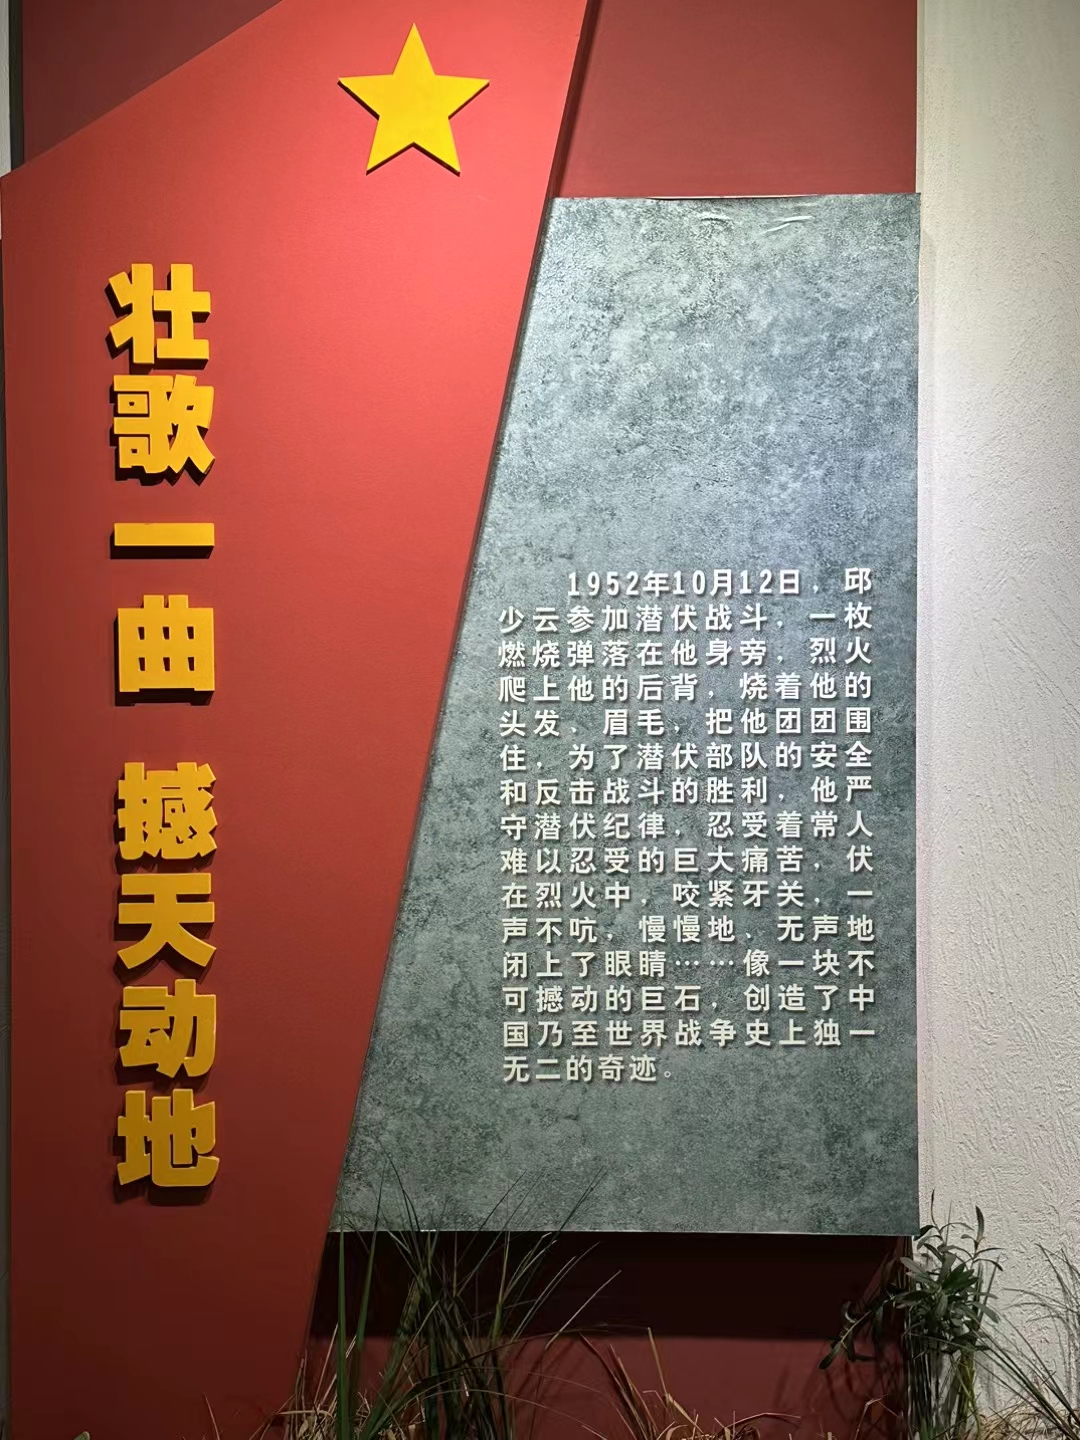 壮歌一曲 撼天动地
1952年10月12日，邱
少云参加潜伏战斗，一枚
燃烧弹落在他身旁，烈火
爬上他的后背，烧着他的
头发、眉毛，把他团团围
住，为了潜伏部队的安全
和反击战斗的胜利，他严
守潜伏纪律，忍受着常人
难以忍受的巨大痛苦，伏
在烈火中，咬紧牙关，一
声不吭，慢慢地、无声地
闭上了眼睛……像一块不
可撼动的巨石，创造了中
国乃至世界战争史上独一
无二的奇迹。